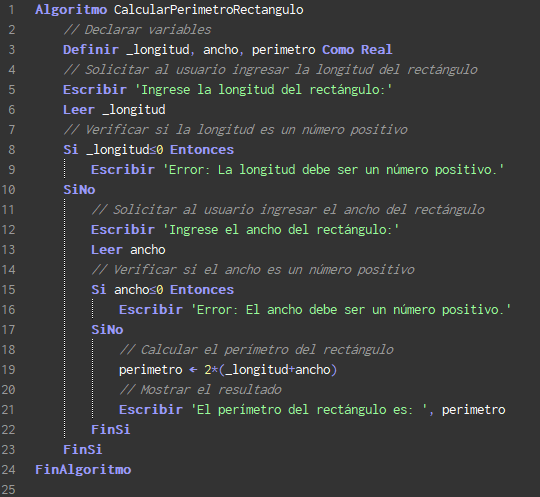 1 Algoritmo CalcularPerimetroRectangulo
2 // Declarar variables
3 Definir _longitud, ancho, perimetro Como Real
4 // Solicitar al usuario ingresar la longitud del rectángulo
5 Escribir 'Ingrese la longitud del rectángulo:'
6 Leer _longitud
7 // Verificar si la longitud es un número positivo
8 Si _longitud≤0 Entonces
9 Escribir 'Error: La longitud debe ser un número positivo.'
10 SiNo
11 // Solicitar al usuario ingresar el ancho del rectángulo
12 Escribir 'Ingrese el ancho del rectángulo:'
13 Leer ancho
14 // Verificar si el ancho es un número positivo
15 Si ancho≤0 Entonces
16 Escribir 'Error: El ancho debe ser un número positivo.'
17 SiNo
18 // Calcular el perímetro del rectángulo
19 perimetro ← 2*(_longitud+ancho)
20 // Mostrar el resultado
21 Escribir 'El perímetro del rectángulo es: ', perimetro
22 FinSi
23 FinSi
24 FinAlgoritmo
25